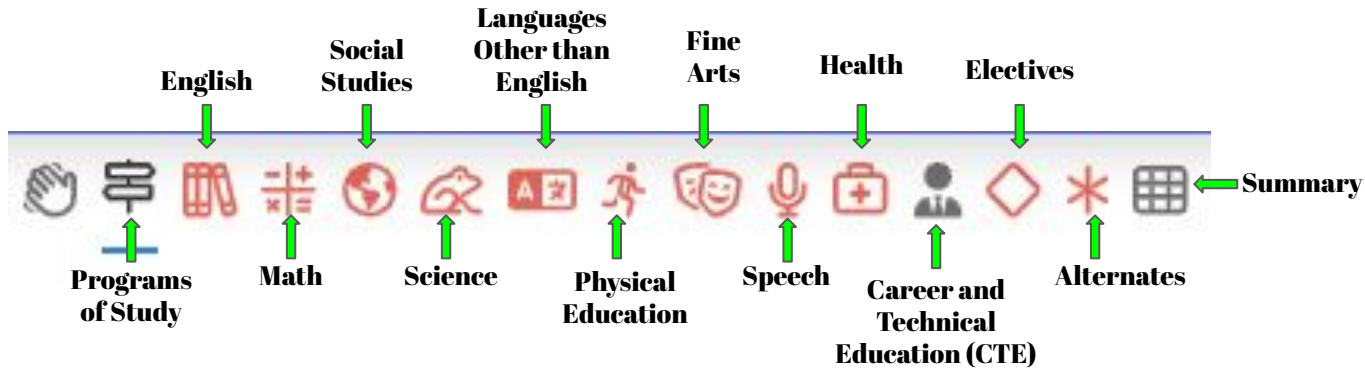 Languages
Other than
English
Social
Studies
Fine
Arts
English
Health
Electives
A 文
Summary
Programs
of Study
Math
Science
Physical
Education
Speech
Career and
Technical
Education (CTE)
Alternates